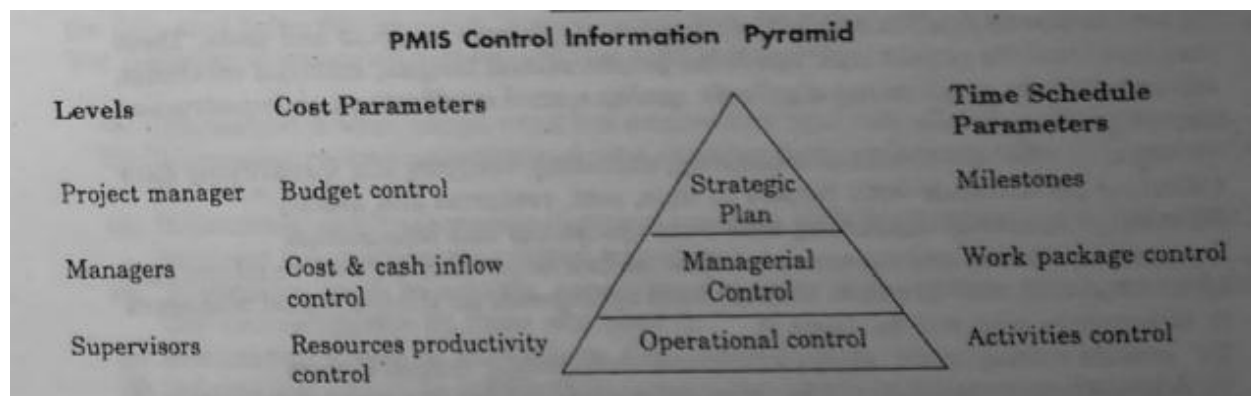 PMIS Control Information Pyramid
Levels
Cost Parameters
Time Schedule
Parameters
Project manager
Budget control
Strategic
Plan
Milestones
Managers
Cost & cash inflow
control
Managerial
Control
Work package control
Supervisors
Resources productivity
control
Operational control
Activities control